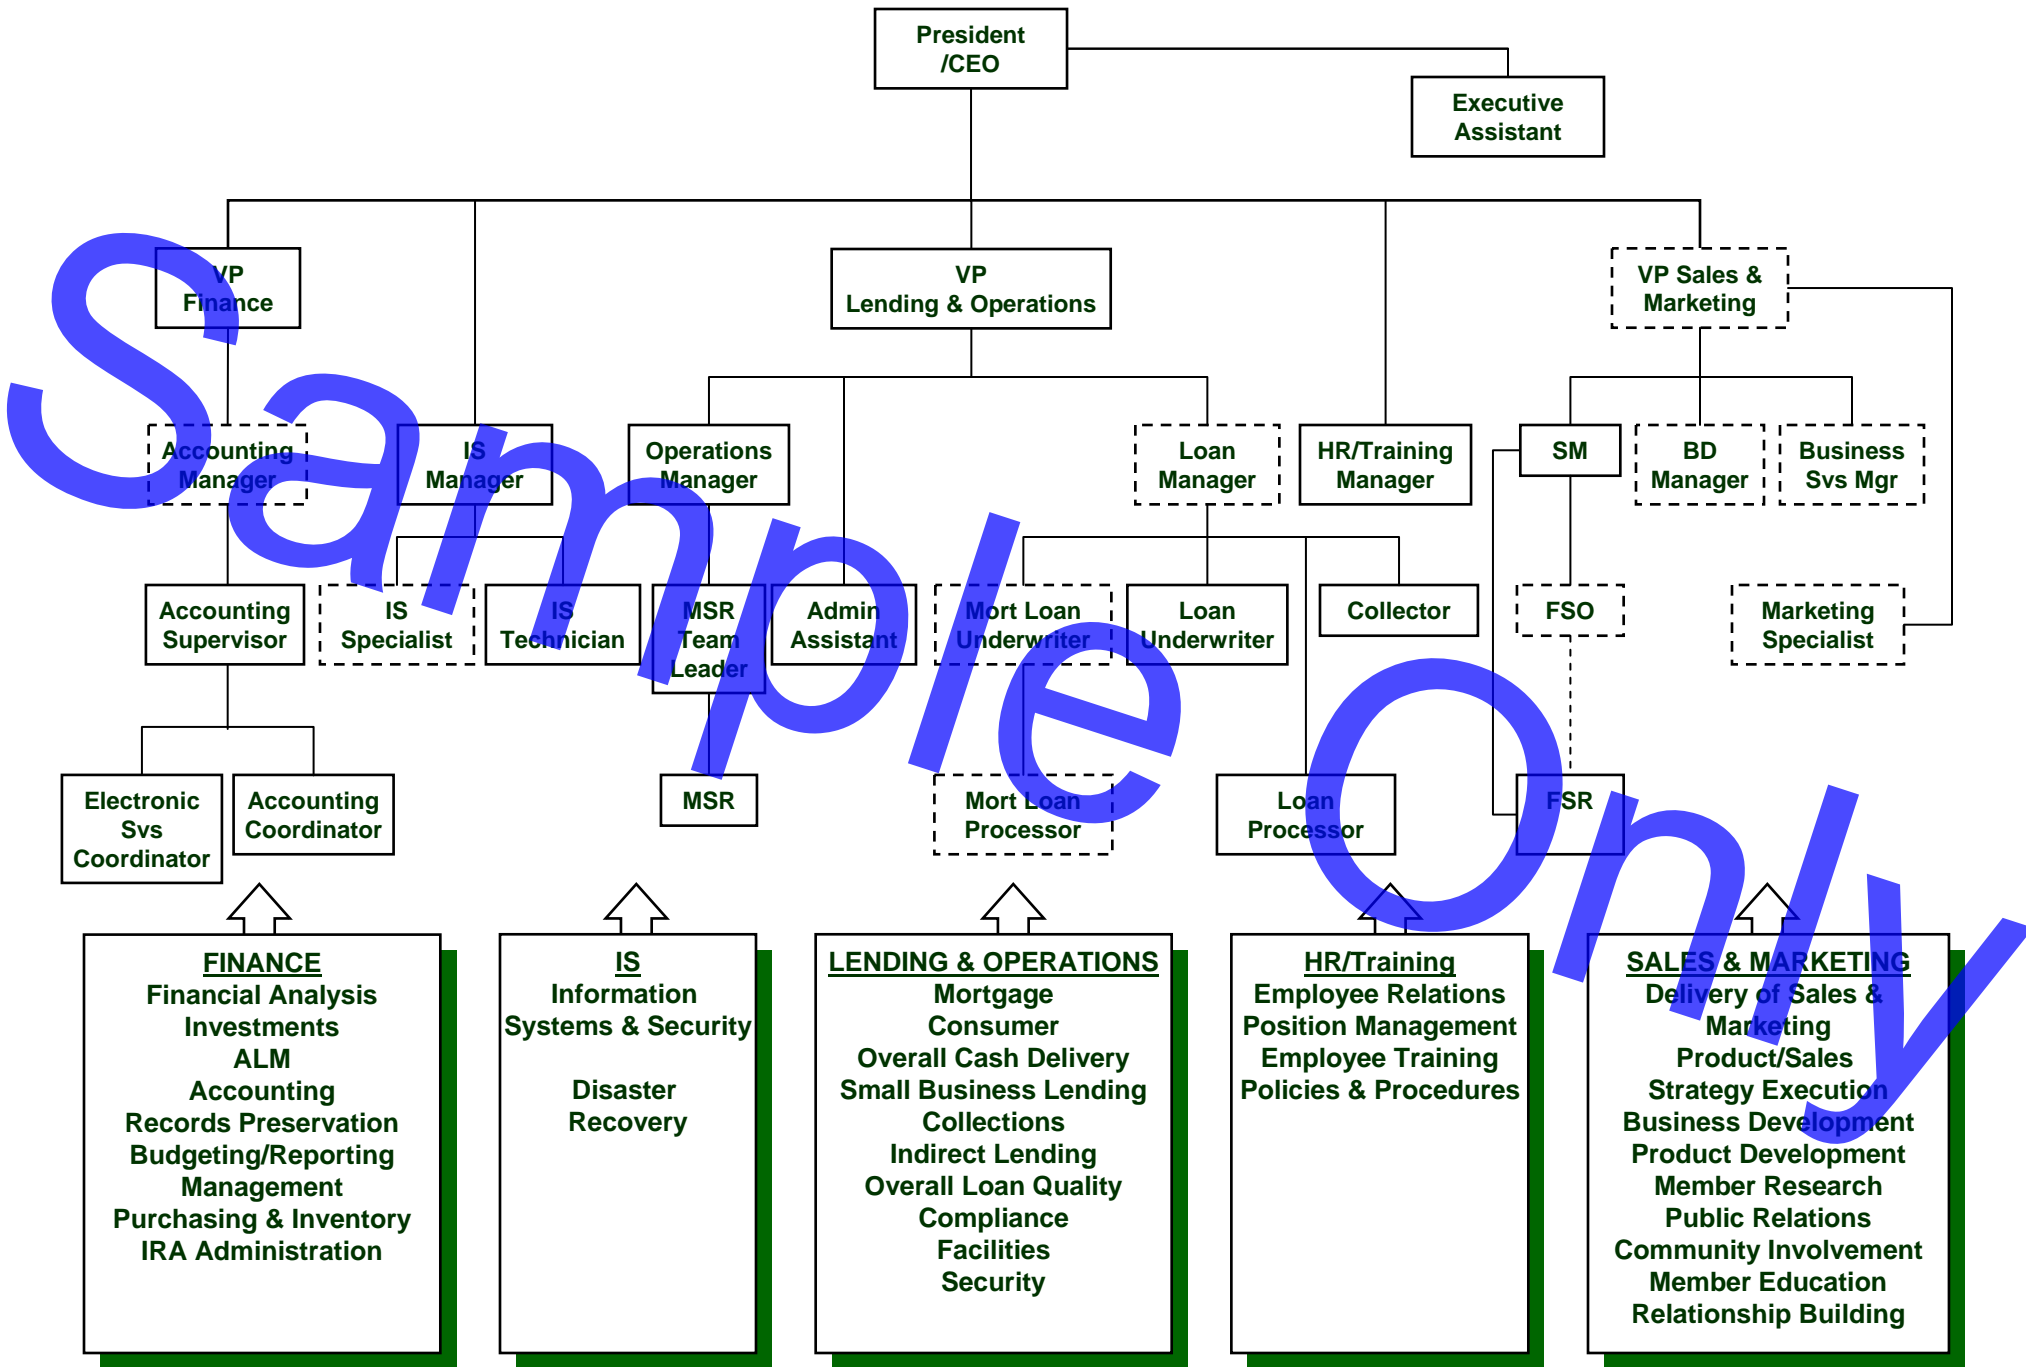 President
/CEO
Executive
Assistant
VP
Finance
VP
Lending & Operations
VP Sales &
Marketing
Accounting
Manager
IS
Manager
Operations
Manager
Loan
Manager
HR/Training
Manager
SM
BD
Manager
Business
Svs Mgr
Accounting
Supervisor
IS
Specialist
IS
Technician
MSR
Team
Leader
Admin
Assistant
Mort Loan
Underwriter
Loan
Underwriter
Collector
FSO
Marketing
Specialist
Electronic
Svs
Coordinator
Accounting
Coordinator
MSR
Mort Loan
Processor
Loan
Processor
FSR
FINANCE
Financial Analysis
Investments
ALM
Accounting
Records Preservation
Budgeting/Reporting
Management
Purchasing & Inventory
IRA Administration
IS
Information
Systems & Security
Disaster
Recovery
LENDING & OPERATIONS
Mortgage
Consumer
Overall Cash Delivery
Small Business Lending
Collections
Indirect Lending
Overall Loan Quality
Compliance
Facilities
Security
HR/Training
Employee Relations
Position Management
Employee Training
Policies & Procedures
SALES & MARKETING
Delivery of Sales &
Marketing
Product/Sales
Strategy Execution
Business Development
Product Development
Member Research
Public Relations
Community Involvement
Member Education
Relationship Building
Sample Only